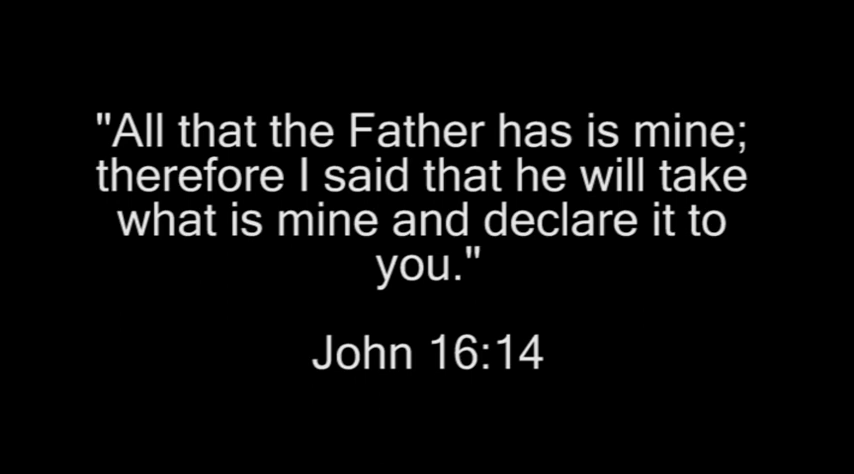 "All that the Father has is mine;
therefore I said that he will take
what is mine and declare it to
you."
John 16:14